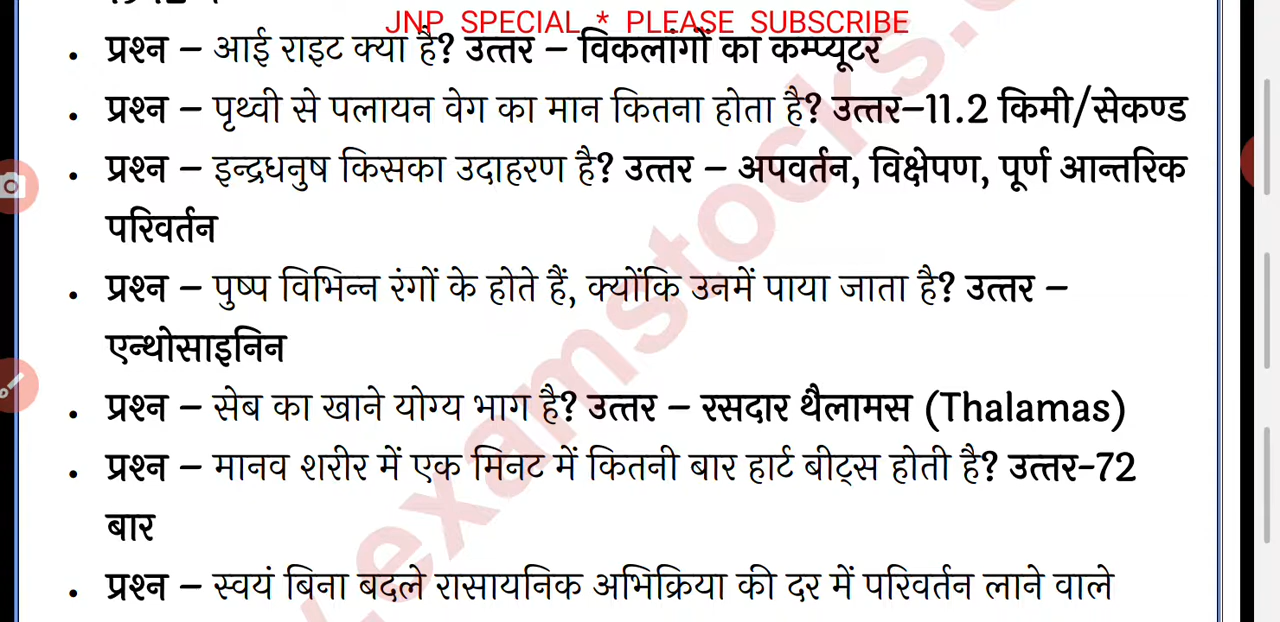 JNP SPECIAL * PLEASE SUBSCRIBE
• प्रश्न – आई राइट क्या है? उत्तर – विकलांगों का कम्प्यूटर
• प्रश्न – पृथ्वी से पलायन वेग का मान कितना होता है? उत्तर–11.2 किमी/सेकण्ड
• प्रश्न – इन्द्रधनुष किसका उदाहरण है? उत्तर – अपवर्तन, विक्षेपण, पूर्ण आन्तरिक
परिवर्तन
• प्रश्न – पुष्प विभिन्न रंगों के होते हैं, क्योंकि उनमें पाया जाता है? उत्तर –
एन्थोसाइनिन
• प्रश्न – सेब का खाने योग्य भाग है? उत्तर – रसदार थैलामस (Thalamas)
• प्रश्न – मानव शरीर में एक मिनट में कितनी बार हार्ट बीट्स होती है? उत्तर-72
बार
• प्रश्न – स्वयं बिना बदले रासायनिक अभिक्रिया की दर में परिवर्तन लाने वाले
.examstocks.